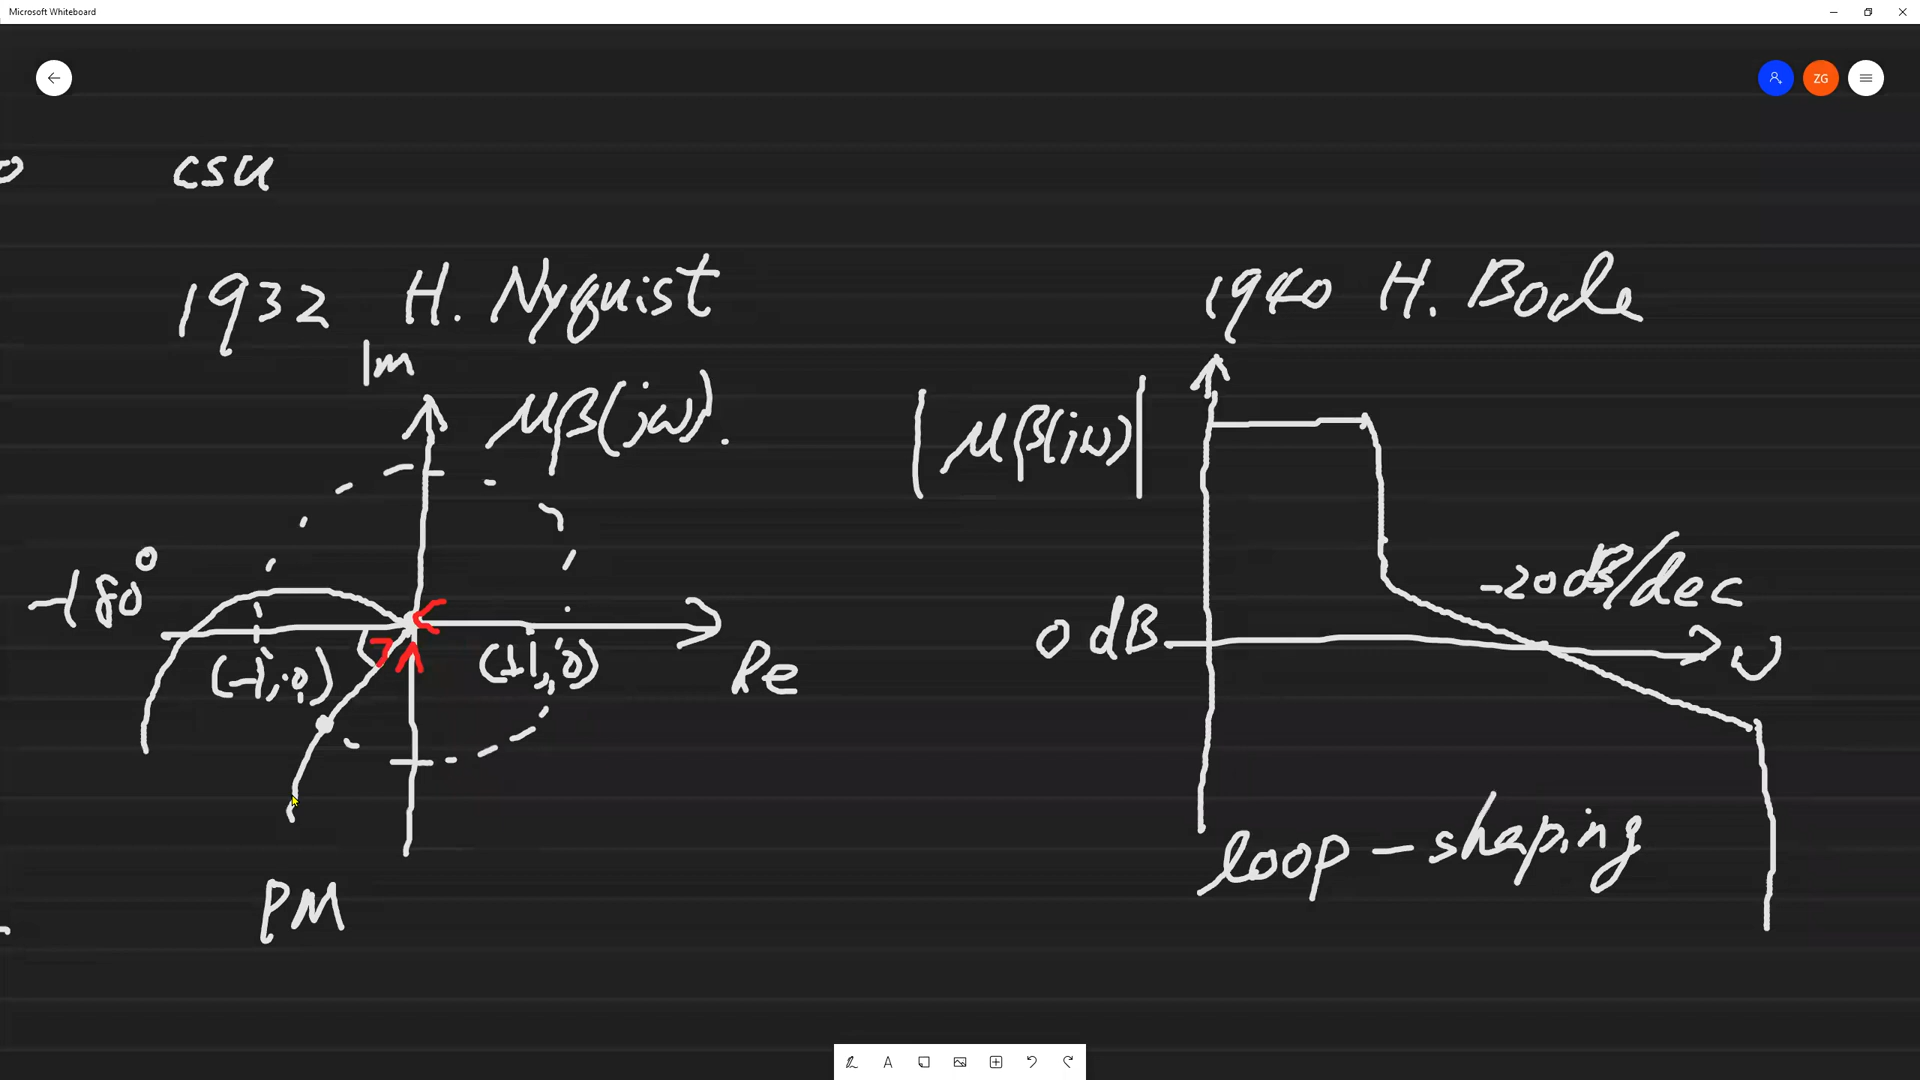 Microsoft Whiteboard
ZG
csu
1932 H. Nyquist
Im
μβ(jω).
-180°
(-1, 0)
(+1, 0)
Re
PM
1940 H. Bode
|μβ(jω)|
-20dB/dec
0 dB
ω
loop-shaping
A